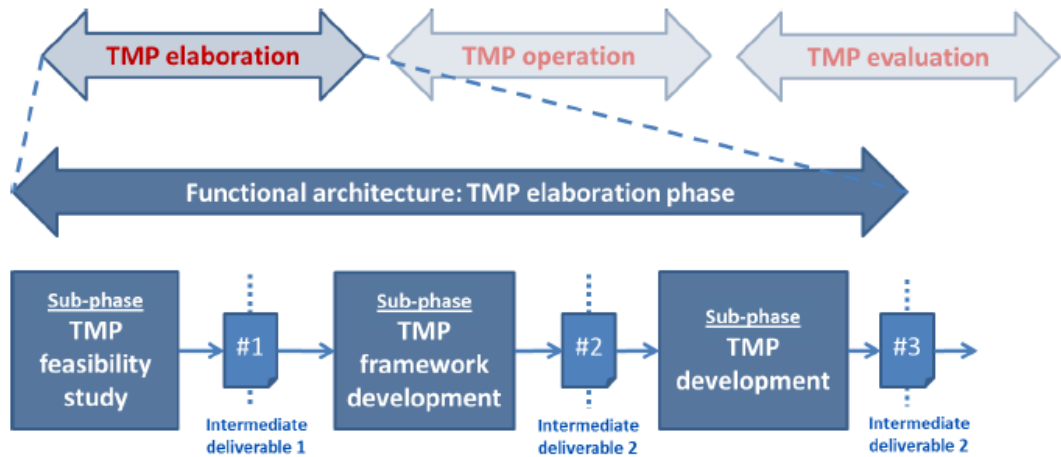 TMP elaboration
TMP operation
TMP evaluation
Functional architecture: TMP elaboration phase
Sub-phase
TMP
feasibility
study
#1
Intermediate
deliverable 1
Sub-phase
TMP
framework
development
#2
Intermediate
deliverable 2
Sub-phase
TMP
development
#3
Intermediate
deliverable 2